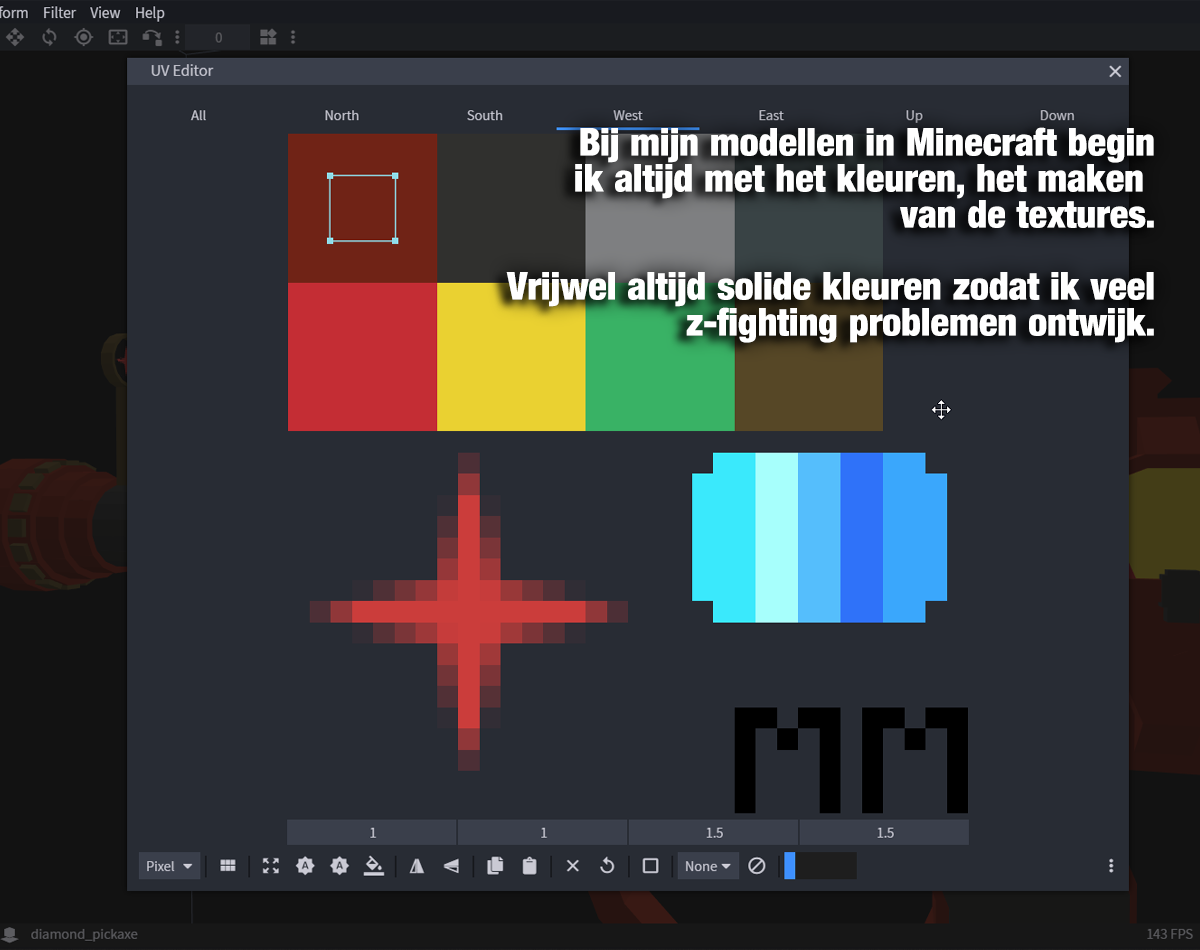 form Filter View Help
0
UV Editor
All North South West East Up Down
Bij mijn modellen in Minecraft begin
ik altijd met het kleuren, het maken
van de textures.
Vrijwel altijd solide kleuren zodat ik veel
z-fighting problemen ontwijk.
MM
1 1 1.5 1.5
Pixel A A None
diamond_pickaxe 143 FPS